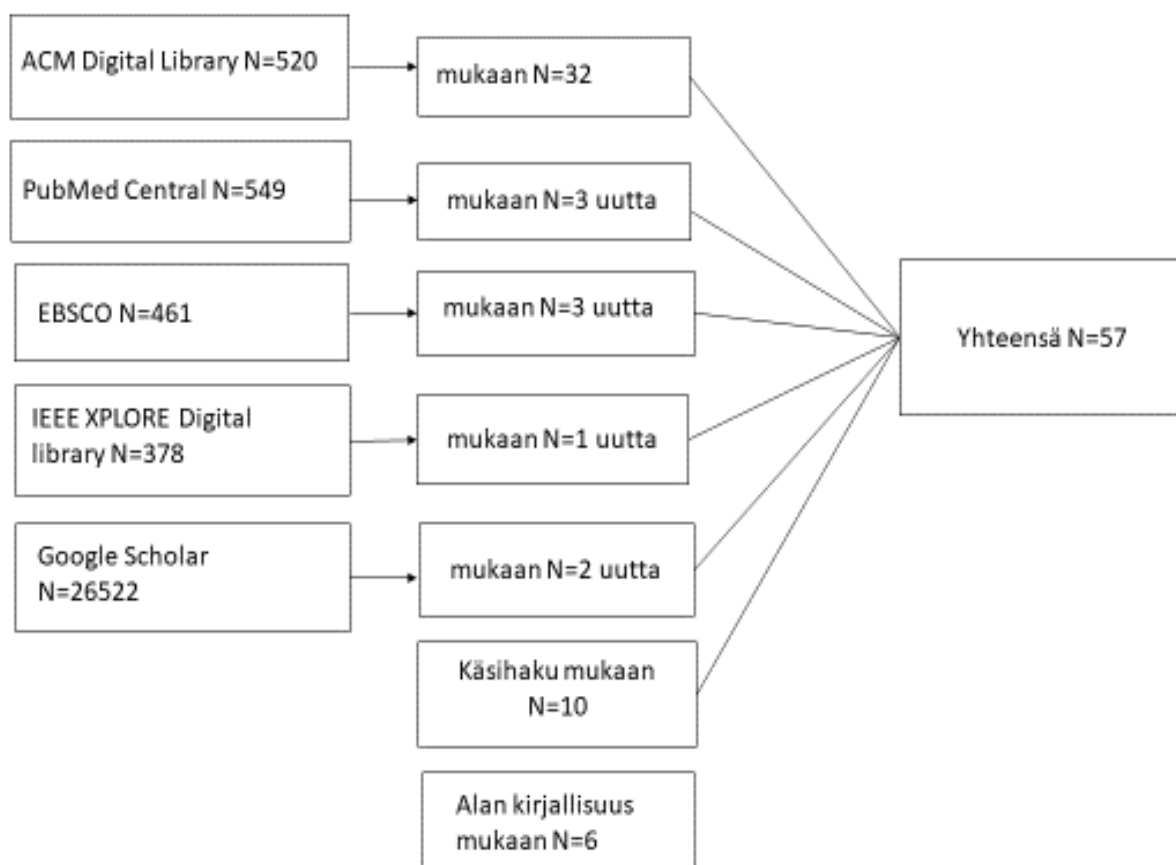 ACM Digital Library N=520
mukaan N=32
PubMed Central N=549
mukaan N=3 uutta
EBSCO N=461
mukaan N=3 uutta
Yhteensä N=57
IEEE XPLORE Digital
library N=378
mukaan N=1 uutta
Google Scholar
N=26522
mukaan N=2 uutta
Käsihaku mukaan
N=10
Alan kirjallisuus
mukaan N=6